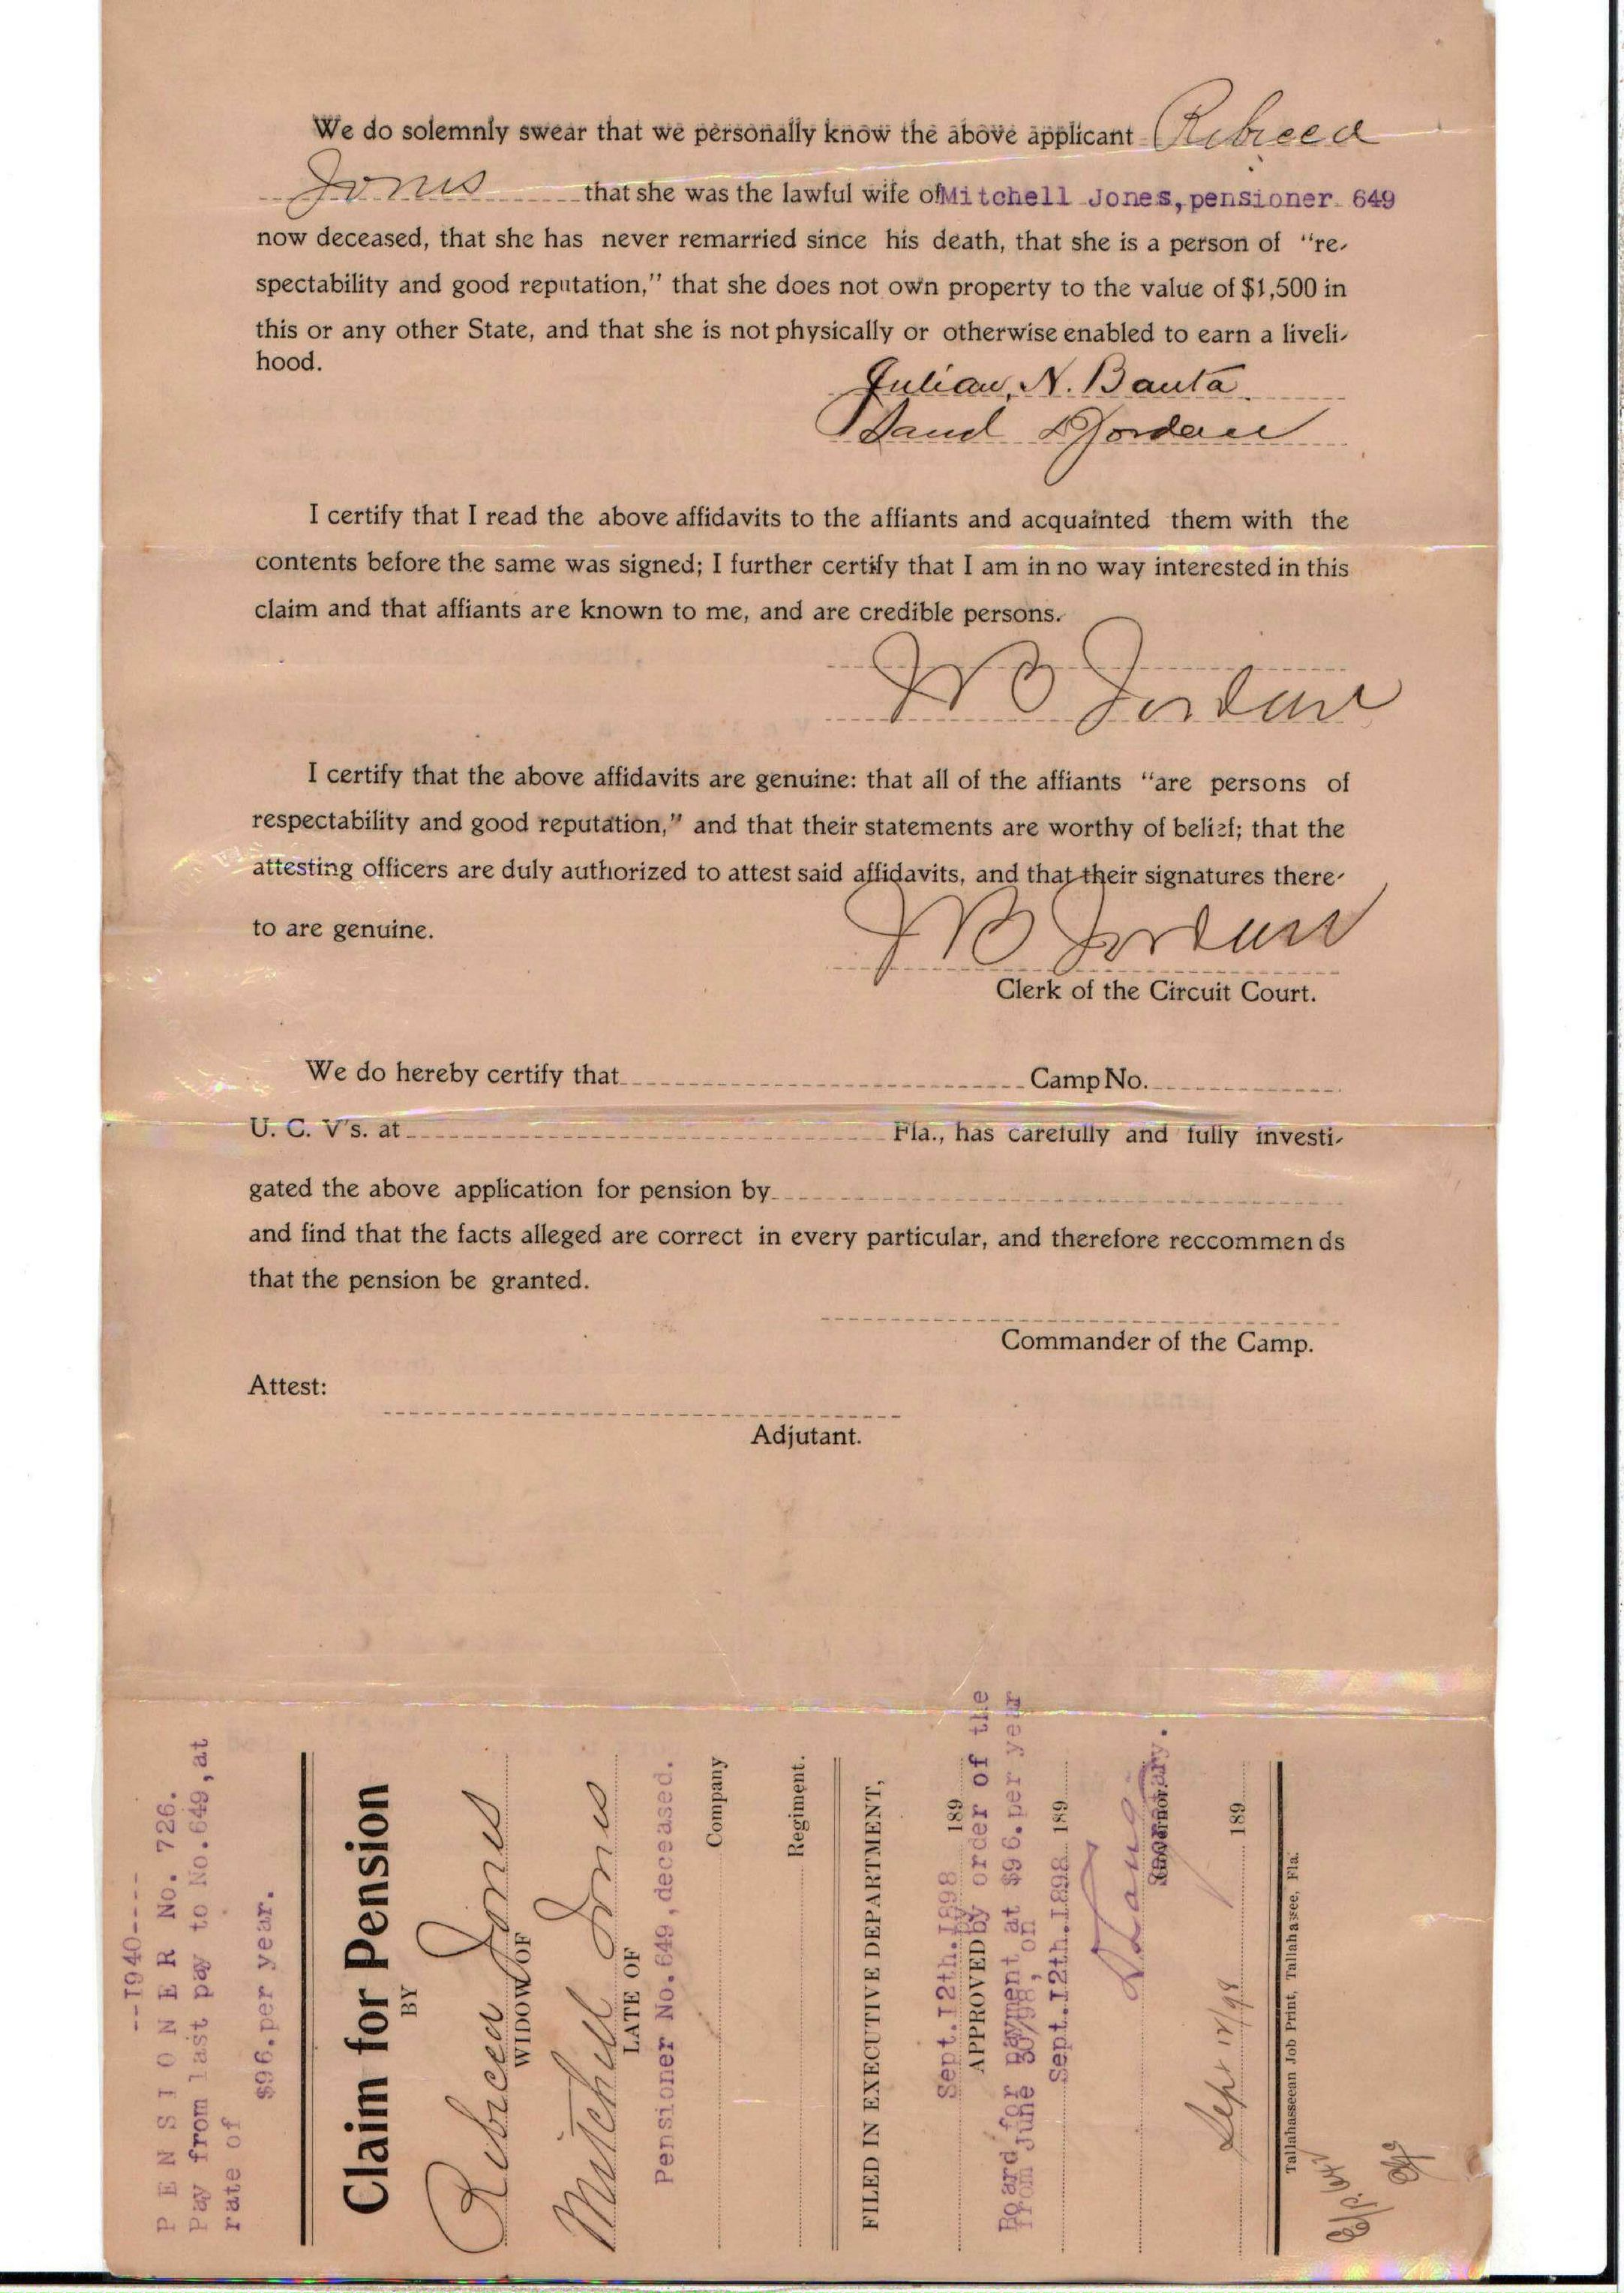 We do solemnly swear that we personally know the above applicant Rebiced
Jones that she was the lawful wife of Mitchell Jones, pensioner 649
now deceased, that she has never remarried since his death, that she is a person of “re-
spectability and good reputation,” that she does not own property to the value of $1,500 in
this or any other State, and that she is not physically or otherwise enabled to earn a liveli-
hood.
Julian, N. Bauta
Jordan
I certify that I read the above affidavits to the affiants and acquainted them with the
contents before the same was signed; I further certify that I am in no way interested in this
claim and that affiants are known to me, and are credible persons.
Jordan
I certify that the above affidavits are genuine: that all of the affiants “are persons of
respectability and good reputation,” and that their statements are worthy of belief; that the
attesting officers are duly authorized to attest said affidavits, and that their signatures there-
to are genuine.
Jordan
Clerk of the Circuit Court.
We do hereby certify that Camp No.
U. C. V's. at Fla., has carefully and fully investi-
gated the above application for pension by
and find that the facts alleged are correct in every particular, and therefore reccommends
that the pension be granted.
Commander of the Camp.
Attest:
Adjutant.
--I940----
PENSIONER No. 726.
Pay from last pay to No.649,at
rate of
$96.per year.
Claim for Pension
BY
Rebiced Jones
WIDOW OF
Mitchell Jones
LATE OF
Pensioner No.649,deceased.
Company
Regiment.
FILED IN EXECUTIVE DEPARTMENT,
Sept.I2th.I898 189
APPROVED by order of the
Board for payment at $96.per year
from June 30/98, on
Sept.I2th.I898 189
Sept 12/98 189
Tallahasseean Job Print, Tallahassee, Fla.